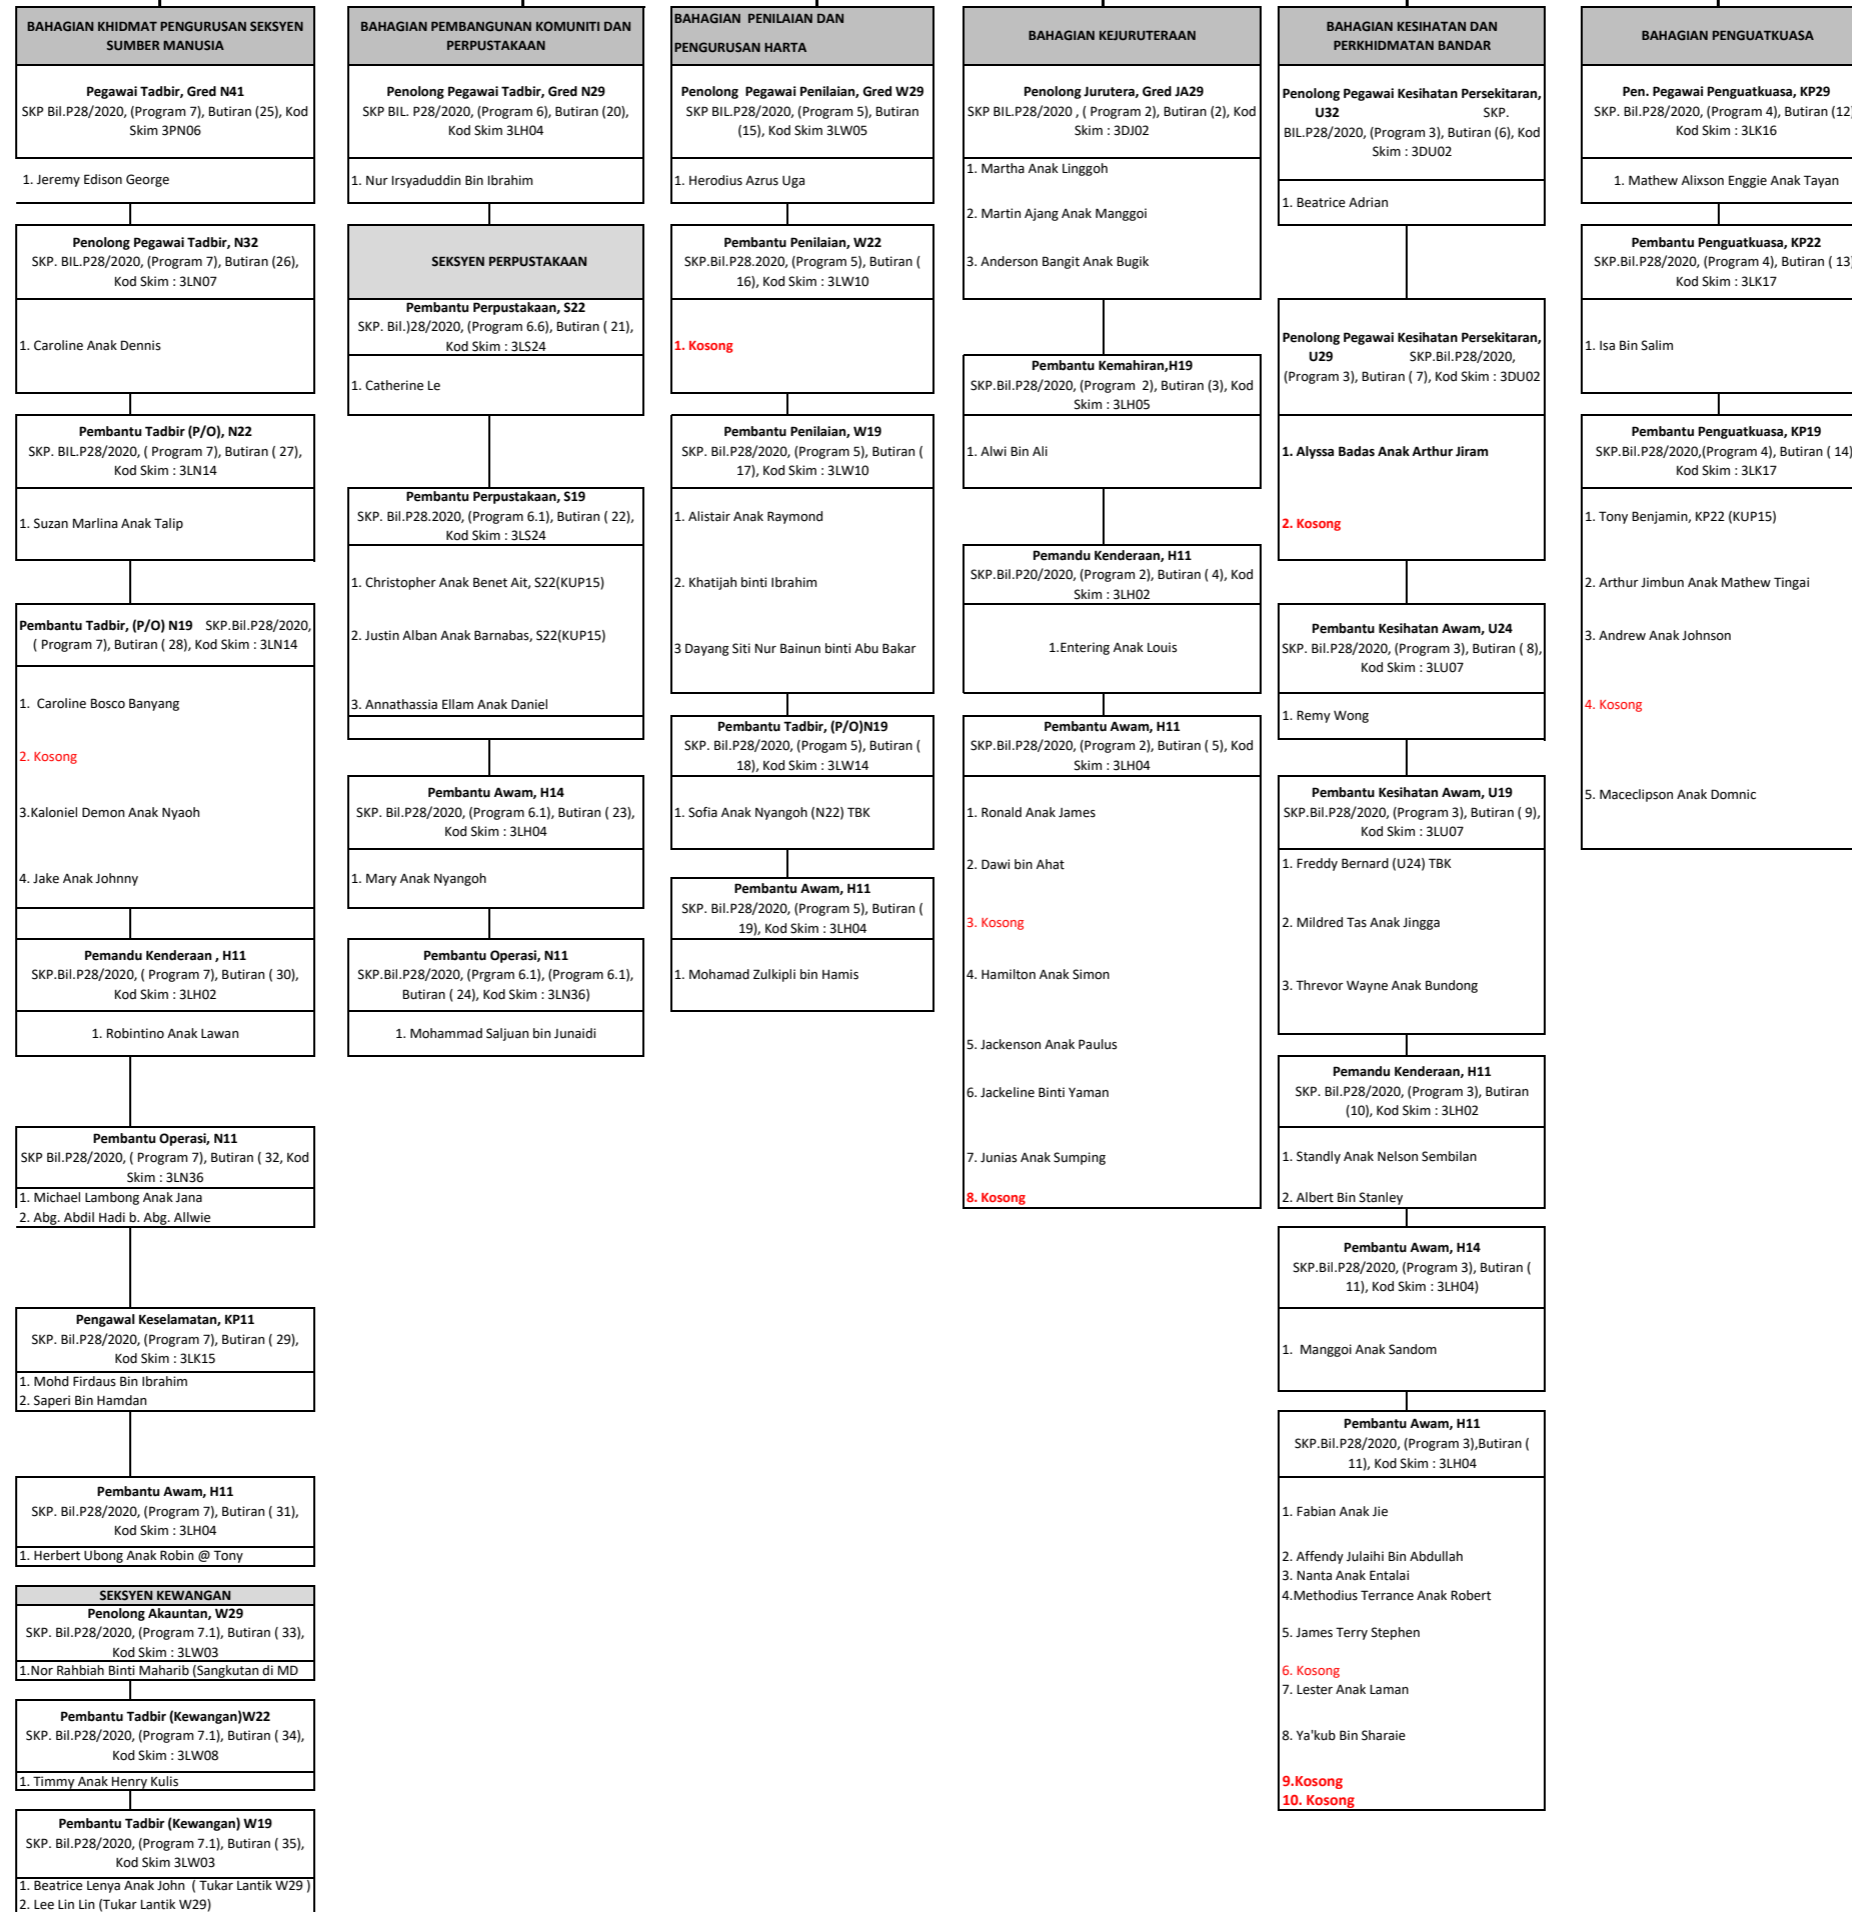 BAHAGIAN KHIDMAT PENGURUSAN SEKSYEN
SUMBER MANUSIA
Pegawai Tadbir, Gred N41
SKP Bil.P28/2020, (Program 7), Butiran (25), Kod
Skim 3PN06
1. Jeremy Edison George
Penolong Pegawai Tadbir, N32
SKP. BIL.P28/2020, (Program 7), Butiran (26),
Kod Skim : 3LN07
1. Caroline Anak Dennis
Pembantu Tadbir (P/O), N22
SKP. BIL.P28/2020, ( Program 7), Butiran ( 27),
Kod Skim : 3LN14
1. Suzan Marlina Anak Talip
Pembantu Tadbir, (P/O) N19 SKP.Bil.P28/2020,
( Program 7), Butiran ( 28), Kod Skim : 3LN14
1. Caroline Bosco Banyang
2. Kosong
3.Kaloniel Demon Anak Nyaoh
4. Jake Anak Johnny
Pemandu Kenderaan , H11
SKP.Bil.P28/2020, ( Program 7), Butiran ( 30),
Kod Skim : 3LH02
1. Robintino Anak Lawan
Pembantu Operasi, N11
SKP Bil.P28/2020, ( Program 7), Butiran ( 32, Kod
Skim : 3LN36
1. Michael Lambong Anak Jana
2. Abg. Abdil Hadi b. Abg. Allwie
Pengawal Keselamatan, KP11
SKP. Bil.P28/2020, (Program 7), Butiran ( 29),
Kod Skim : 3LK15
1. Mohd Firdaus Bin Ibrahim
2. Saperi Bin Hamdan
Pembantu Awam, H11
SKP. Bil.P28/2020, (Program 7), Butiran ( 31),
Kod Skim : 3LH04
1. Herbert Ubong Anak Robin @ Tony
SEKSYEN KEWANGAN
Penolong Akauntan, W29
SKP. Bil.P28/2020, (Program 7.1), Butiran ( 33),
Kod Skim : 3LW03
1.Nor Rahbiah Binti Maharib (Sangkutan di MD
Pembantu Tadbir (Kewangan)W22
SKP. Bil.P28/2020, (Program 7.1), Butiran ( 34),
Kod Skim : 3LW08
1. Timmy Anak Henry Kulis
Pembantu Tadbir (Kewangan) W19
SKP. Bil.P28/2020, (Program 7.1), Butiran ( 35),
Kod Skim 3LW03
1. Beatrice Lenya Anak John ( Tukar Lantik W29 )
2. Lee Lin Lin (Tukar Lantik W29)
BAHAGIAN PEMBANGUNAN KOMUNITI DAN
PERPUSTAKAAN
Penolong Pegawai Tadbir, Gred N29
SKP BIL. P28/2020, (Program 6), Butiran (20),
Kod Skim 3LH04
1. Nur Irsyaduddin Bin Ibrahim
SEKSYEN PERPUSTAKAAN
Pembantu Perpustakaan, S22
SKP. Bil.)28/2020, (Program 6.6), Butiran ( 21),
Kod Skim : 3LS24
1. Catherine Le
Pembantu Perpustakaan, S19
SKP. Bil.P28.2020, (Program 6.1), Butiran ( 22),
Kod Skim : 3LS24
1. Christopher Anak Benet Ait, S22(KUP15)
2. Justin Alban Anak Barnabas, S22(KUP15)
3. Annathassia Ellam Anak Daniel
Pembantu Awam, H14
SKP. Bil.P28/2020, (Program 6.1), Butiran ( 23),
Kod Skim : 3LH04
1. Mary Anak Nyangoh
Pembantu Operasi, N11
SKP.Bil.P28/2020, (Prgram 6.1), (Program 6.1),
Butiran ( 24), Kod Skim : 3LN36)
1. Mohammad Saljuan bin Junaidi
BAHAGIAN PENILAIAN DAN
PENGURUSAN HARTA
Penolong Pegawai Penilaian, Gred W29
SKP BIL.P28/2020, (Program 5), Butiran
(15), Kod Skim 3LW05
1. Herodius Azrus Uga
Pembantu Penilaian, W22
SKP.Bil.P28.2020, (Program 5), Butiran (
16), Kod Skim : 3LW10
1. Kosong
Pembantu Penilaian, W19
SKP. Bil.P28/2020, (Program 5), Butiran (
17), Kod Skim : 3LW10
1. Alistair Anak Raymond
2. Khatijah binti Ibrahim
3 Dayang Siti Nur Bainun binti Abu Bakar
Pembantu Tadbir, (P/O)N19
SKP. Bil.P28/2020, (Progam 5), Butiran (
18), Kod Skim : 3LW14
1. Sofia Anak Nyangoh (N22) TBK
Pembantu Awam, H11
SKP. Bil.P28/2020, (Program 5), Butiran (
19), Kod Skim : 3LH04
1. Mohamad Zulkipli bin Hamis
BAHAGIAN KEJURUTERAAN
Penolong Jurutera, Gred JA29
SKP BIL.P28/2020 , ( Program 2), Butiran (2), Kod
Skim : 3DJ02
1. Martha Anak Linggoh
2. Martin Ajang Anak Manggoi
3. Anderson Bangit Anak Bugik
Pembantu Kemahiran,H19
SKP.Bil.P28/2020, (Program 2), Butiran (3), Kod
Skim : 3LH05
1. Alwi Bin Ali
Pemandu Kenderaan, H11
SKP.Bil.P20/2020, (Program 2), Butiran ( 4), Kod
Skim : 3LH02
1.Entering Anak Louis
Pembantu Awam, H11
SKP.Bil.P28/2020, (Program 2), Butiran ( 5), Kod
Skim : 3LH04
1. Ronald Anak James
2. Dawi bin Ahat
3. Kosong
4. Hamilton Anak Simon
5. Jackenson Anak Paulus
6. Jackeline Binti Yaman
7. Junias Anak Sumping
8. Kosong
BAHAGIAN KESIHATAN DAN
PERKHIDMATAN BANDAR
Penolong Pegawai Kesihatan Persekitaran,
U32 SKP.
BIL.P28/2020, (Program 3), Butiran (6), Kod
Skim : 3DU02
1. Beatrice Adrian
Penolong Pegawai Kesihatan Persekitaran,
U29 SKP.Bil.P28/2020,
(Program 3), Butiran ( 7), Kod Skim : 3DU02
1. Alyssa Badas Anak Arthur Jiram
2. Kosong
Pembantu Kesihatan Awam, U24
SKP. Bil.P28/2020, (Program 3), Butiran ( 8),
Kod Skim : 3LU07
1. Remy Wong
Pembantu Kesihatan Awam, U19
SKP.Bil.P28/2020, (Program 3), Butiran ( 9),
Kod Skim : 3LU07
1. Freddy Bernard (U24) TBK
2. Mildred Tas Anak Jingga
3. Threvor Wayne Anak Bundong
Pemandu Kenderaan, H11
SKP. Bil.P28/2020, (Program 3), Butiran
(10), Kod Skim : 3LH02
1. Standly Anak Nelson Sembilan
2. Albert Bin Stanley
Pembantu Awam, H14
SKP.Bil.P28/2020, (Program 3), Butiran (
11), Kod Skim : 3LH04)
1. Manggoi Anak Sandom
Pembantu Awam, H11
SKP.Bil.P28/2020, (Program 3),Butiran (
11), Kod Skim : 3LH04
1. Fabian Anak Jie
2. Affendy Julaihi Bin Abdullah
3. Nanta Anak Entalai
4.Methodius Terrance Anak Robert
5. James Terry Stephen
6. Kosong
7. Lester Anak Laman
8. Ya'kub Bin Sharaie
9.Kosong
10. Kosong
BAHAGIAN PENGUATKUASA
Pen. Pegawai Penguatkuasa, KP29
SKP. Bil.P28/2020, (Program 4), Butiran (12)
Kod Skim : 3LK16
1. Mathew Alixson Enggie Anak Tayan
Pembantu Penguatkuasa, KP22
SKP.Bil.P28/2020, (Program 4), Butiran ( 13)
Kod Skim : 3LK17
1. Isa Bin Salim
Pembantu Penguatkuasa, KP19
SKP.Bil.P28/2020,(Program 4), Butiran ( 14)
Kod Skim : 3LK17
1. Tony Benjamin, KP22 (KUP15)
2. Arthur Jimbun Anak Mathew Tingai
3. Andrew Anak Johnson
4. Kosong
5. Maceclipson Anak Domnic